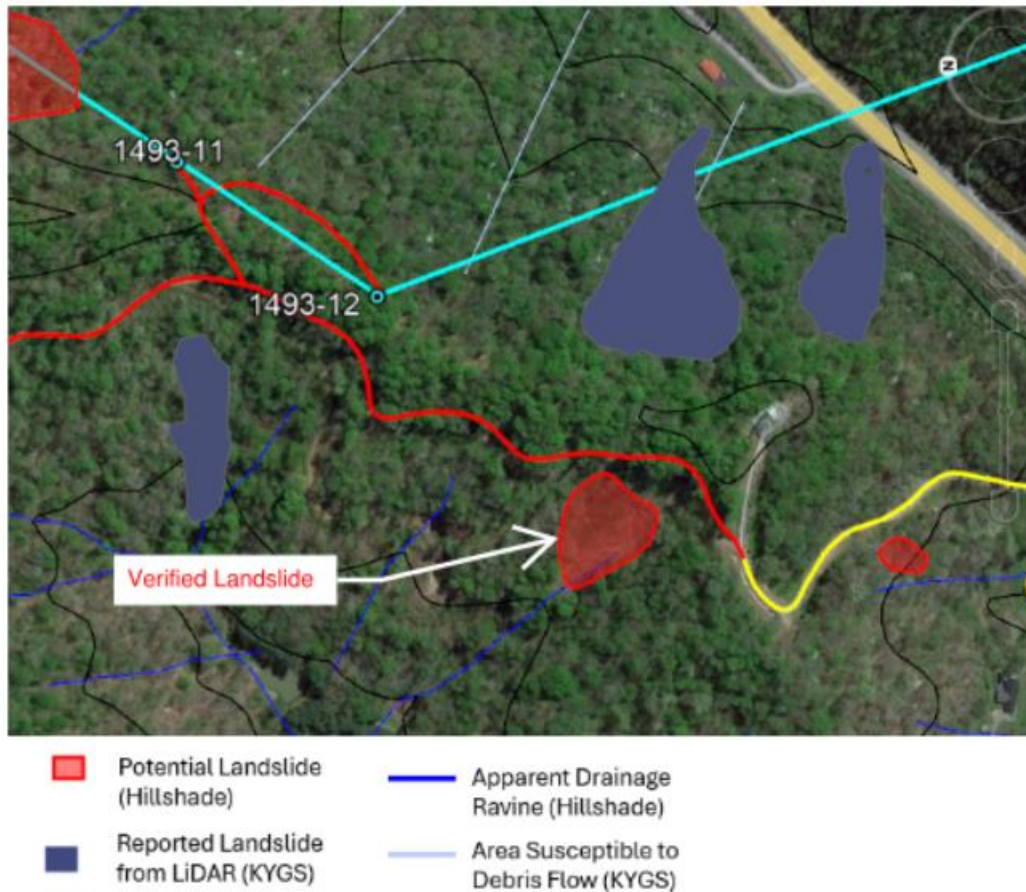 N
1493-11
1493-12
Verified Landslide
Potential Landslide
(Hillshade)
Apparent Drainage
Ravine (Hillshade)
Reported Landslide
from LiDAR (KYGS)
Area Susceptible to
Debris Flow (KYGS)